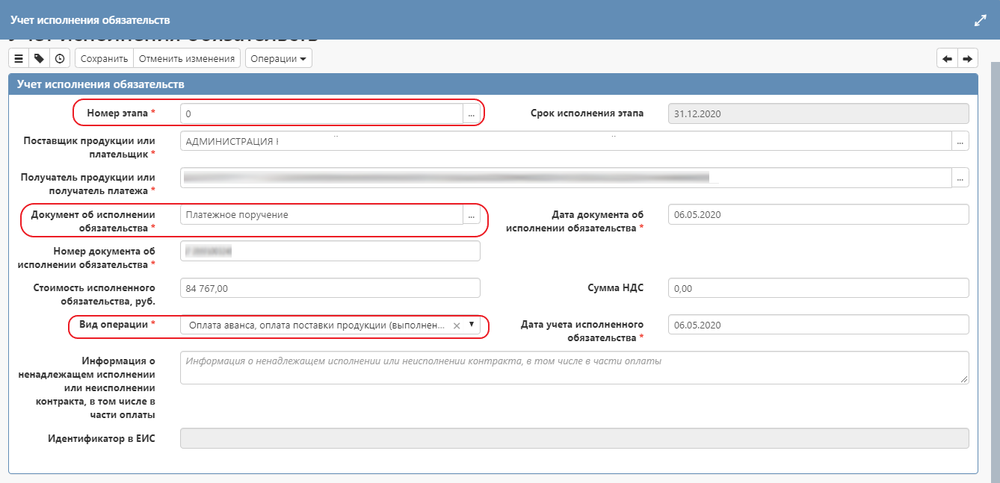 Учет исполнения обязательств
Учет исполнения обязательств
Сохранить Отменить изменения Операции
Учет исполнения обязательств
Номер этапа * 0 ... Срок исполнения этапа 31.12.2020
Поставщик продукции или
плательщик * АДМИНИСТРАЦИЯ ...
Получатель продукции или
получатель платежа * ...
Документ об исполнении
обязательства * Платежное поручение ... Дата документа об
исполнении обязательства * 06.05.2020
Номер документа об
исполнении обязательства *
Стоимость исполненного
обязательства, руб. 84 767,00 Сумма НДС 0,00
Вид операции * Оплата аванса, оплата поставки продукции (выполнен... × Дата учета исполненного
обязательства * 06.05.2020
Информация о
ненадлежащем исполнении
или неисполнении
контракта, в том числе в
части оплаты
Информация о ненадлежащем исполнении или неисполнении контракта, в том числе в части оплаты
Идентификатор в ЕИС